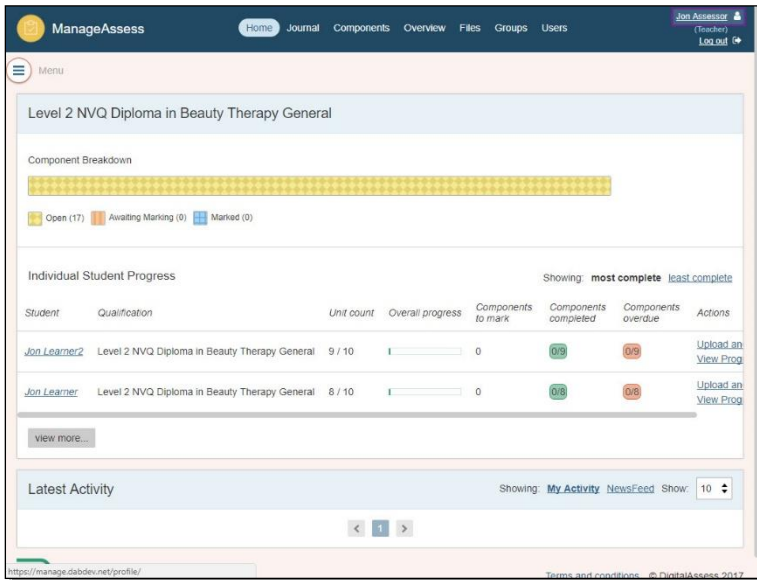 ManageAssess Home Journal Components Overview Files Groups Users Jon Assessor
(Teacher)
Log out
Menu
Level 2 NVQ Diploma in Beauty Therapy General
Component Breakdown
Open (17) Awaiting Marking (0) Marked (0)
Individual Student Progress Showing: most complete least complete
Student Qualification Unit count Overall progress Components to mark Components completed Components overdue Actions
Jon Learner2 Level 2 NVQ Diploma in Beauty Therapy General 9 / 10 0 0/9 0/9 Upload an
View Prog
Jon Learner Level 2 NVQ Diploma in Beauty Therapy General 8 / 10 0 0/8 0/8 Upload an
View Prog
view more...
Latest Activity Showing: My Activity NewsFeed Show: 10
< 1 >
https://manage.dabdev.net/profile/ Terms and conditions © DigitalAssess 2017